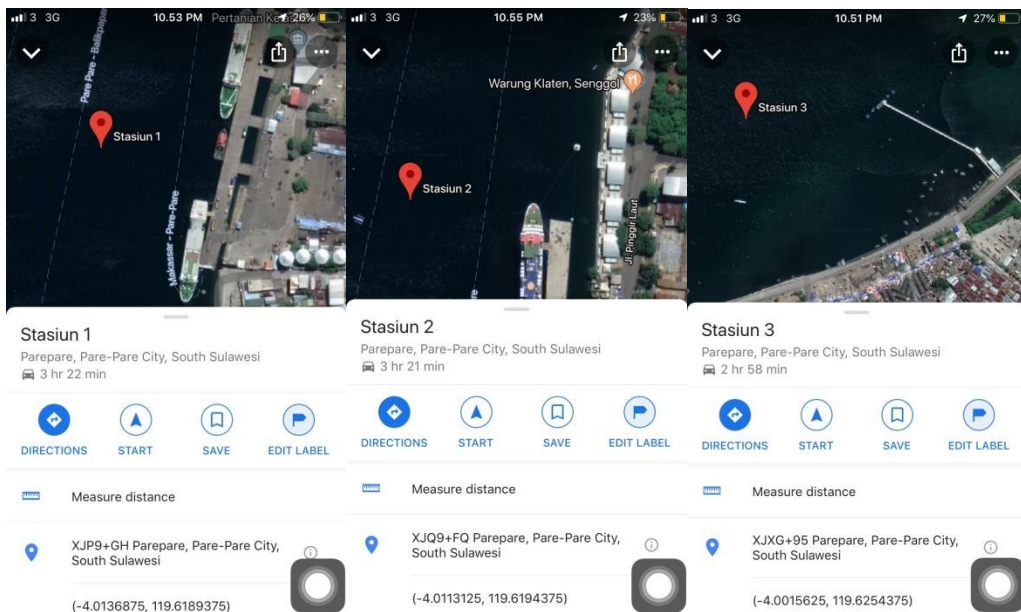 3 3G 10.53 PM 26%
Pertanian
Pare Pare - Balikpapan
Stasiun 1
Makassar - Pare-Pare
Stasiun 1
Parepare, Pare-Pare City, South Sulawesi
3 hr 22 min
DIRECTIONS START SAVE EDIT LABEL
Measure distance
XJP9+GH Parepare, Pare-Pare City,
South Sulawesi
(-4.0136875, 119.6189375)
3 3G 10.55 PM 23%
Warung Klaten, Senggol
Stasiun 2
Jl. Pinggir Laut
Stasiun 2
Parepare, Pare-Pare City, South Sulawesi
3 hr 21 min
DIRECTIONS START SAVE EDIT LABEL
Measure distance
XJQ9+FQ Parepare, Pare-Pare City,
South Sulawesi
(-4.0113125, 119.6194375)
3 3G 10.51 PM 27%
Stasiun 3
Stasiun 3
Parepare, Pare-Pare City, South Sulawesi
2 hr 58 min
DIRECTIONS START SAVE EDIT LABEL
Measure distance
XJXG+95 Parepare, Pare-Pare City,
South Sulawesi
(-4.0015625, 119.6254375)